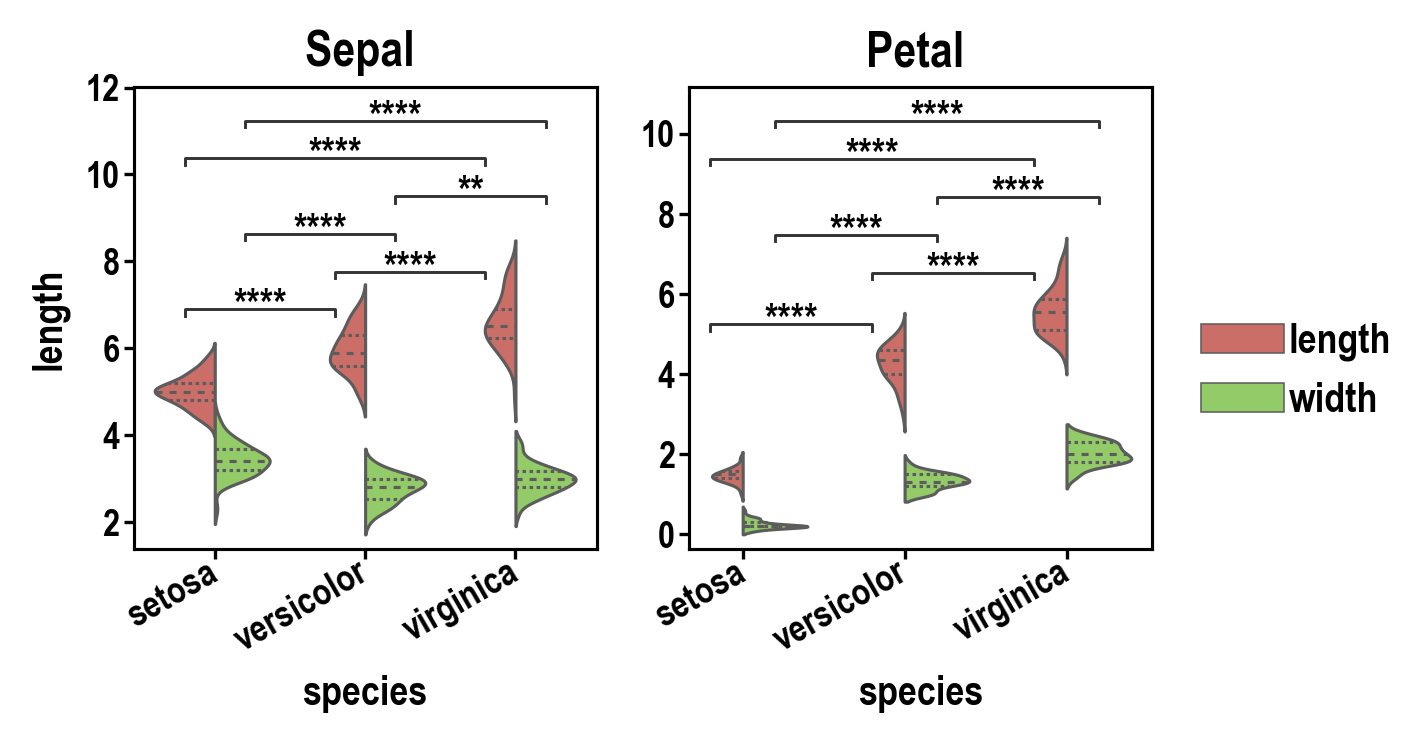 Sepal
Petal
12
10
8
6
4
2
length
****
****
**
****
****
****
setosa
versicolor
virginica
species
10
8
6
4
2
0
****
****
****
****
****
****
setosa
versicolor
virginica
species
length
width